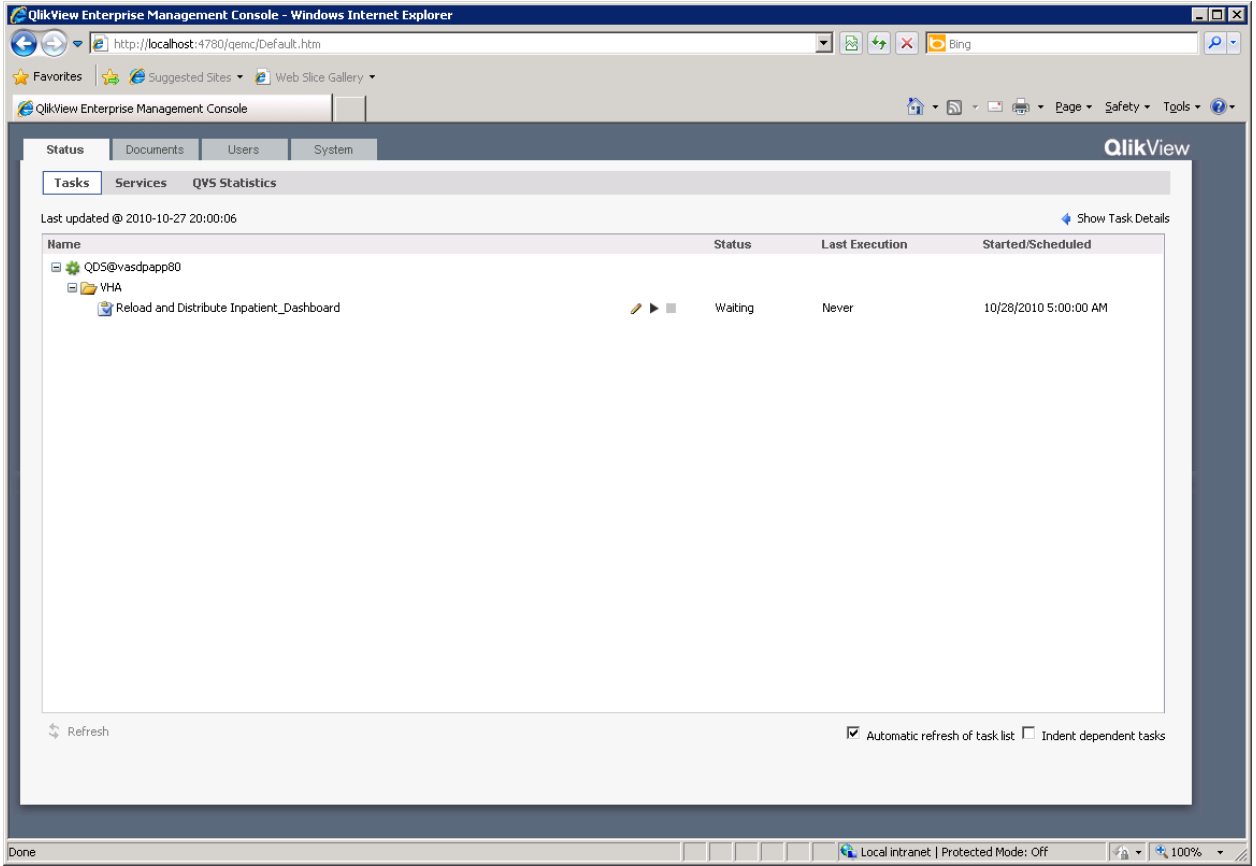 QlikView Enterprise Management Console - Windows Internet Explorer
http://localhost:4780/qemc/Default.htm
Bing
Favorites Suggested Sites Web Slice Gallery
QlikView Enterprise Management Console
Page Safety Tools
Status Documents Users System
QlikView
Tasks Services QVS Statistics
Last updated @ 2010-10-27 20:00:06
Show Task Details
Name Status Last Execution Started/Scheduled
QDS@vasdpapp80
VHA
Reload and Distribute Inpatient_Dashboard Waiting Never 10/28/2010 5:00:00 AM
Refresh
Automatic refresh of task list Indent dependent tasks
Done
Local intranet | Protected Mode: Off
100%